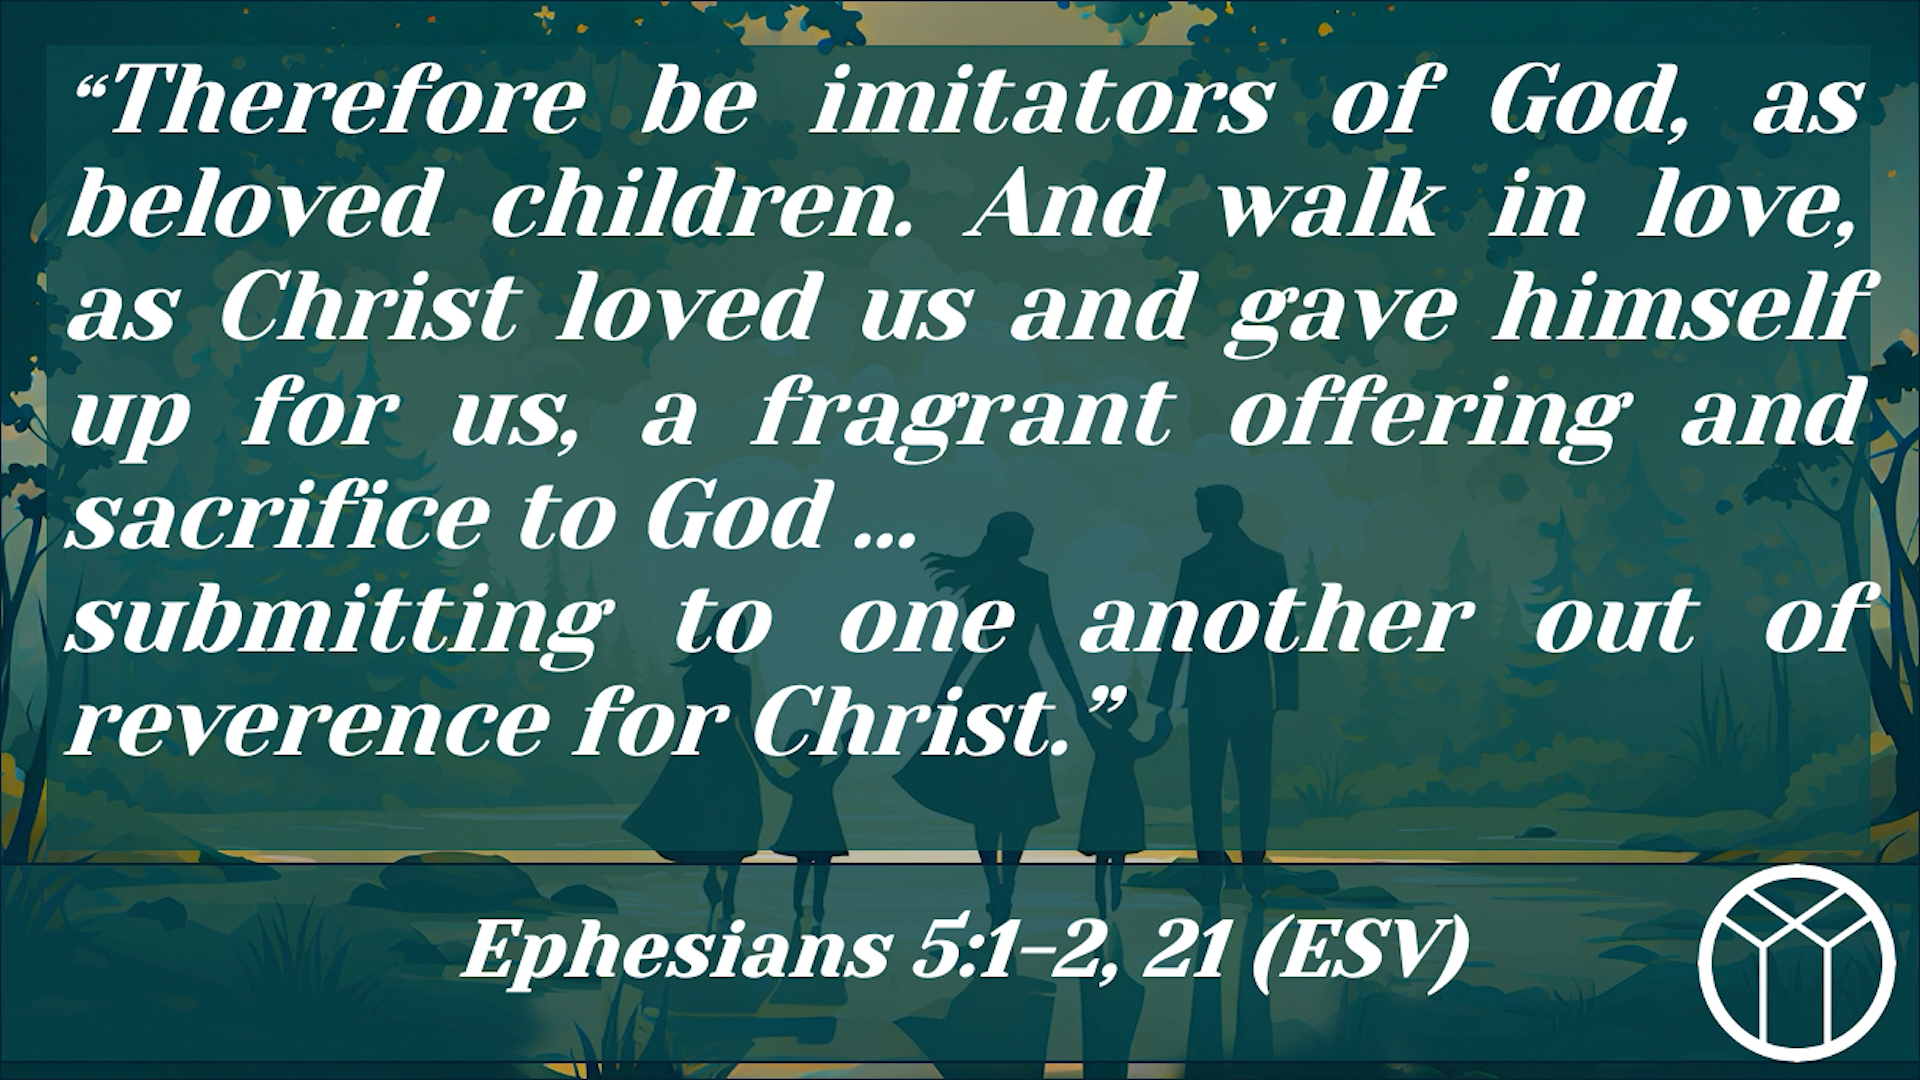 “Therefore be imitators of God, as
beloved children. And walk in love,
as Christ loved us and gave himself
up for us, a fragrant offering and
sacrifice to God ...
submitting to one another out of
reverence for Christ.”
Ephesians 5:1-2, 21 (ESV)